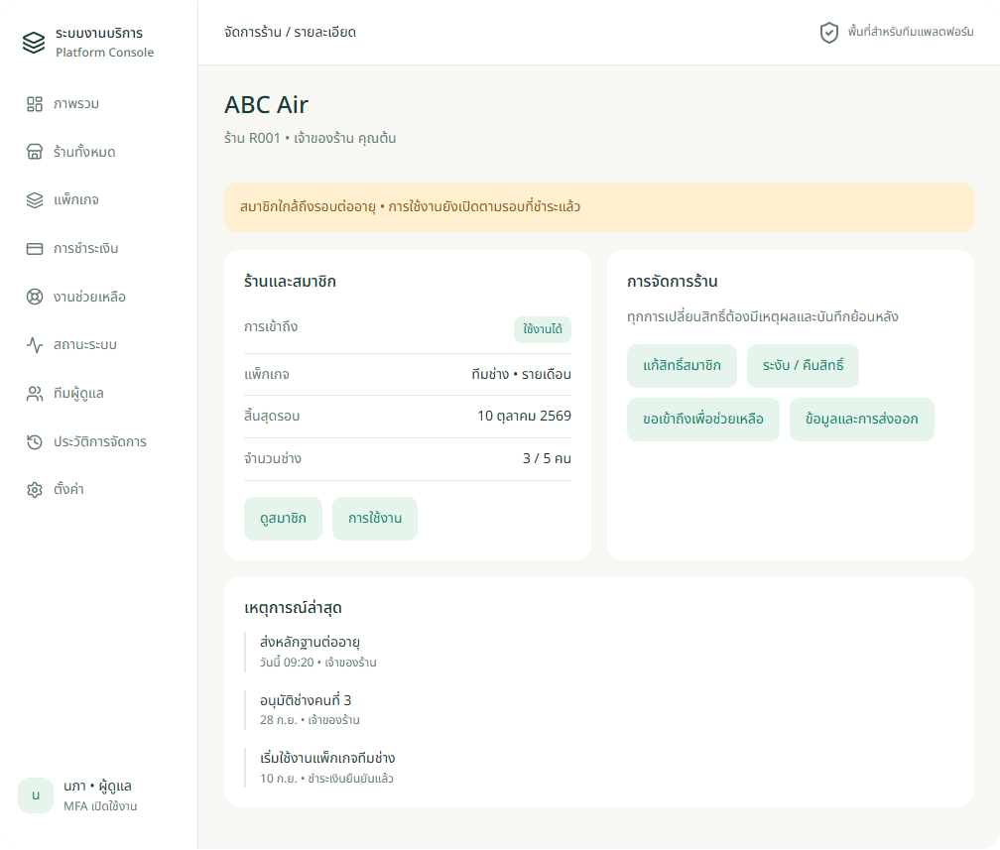 ระบบงานบริการ
Platform Console
ภาพรวม
ร้านทั้งหมด
แพ็กเกจ
การชำระเงิน
งานช่วยเหลือ
สถานะระบบ
ทีมผู้ดูแล
ประวัติการจัดการ
ตั้งค่า
น
นภา • ผู้ดูแล
MFA เปิดใช้งาน
จัดการร้าน / รายละเอียด
พื้นที่สำหรับทีมแพลตฟอร์ม
ABC Air
ร้าน R001 • เจ้าของร้าน คุณต้น
สมาชิกใกล้ถึงรอบต่ออายุ • การใช้งานยังเปิดตามรอบที่ชำระแล้ว
ร้านและสมาชิก
การเข้าถึง ใช้งานได้
แพ็กเกจ ทีมช่าง • รายเดือน
สิ้นสุดรอบ 10 ตุลาคม 2569
จำนวนช่าง 3 / 5 คน
ดูสมาชิก การใช้งาน
การจัดการร้าน
ทุกการเปลี่ยนสิทธิ์ต้องมีเหตุผลและบันทึกย้อนหลัง
แก้สิทธิ์สมาชิก ระงับ / คืนสิทธิ์
ขอเข้าถึงเพื่อช่วยเหลือ ข้อมูลและการส่งออก
เหตุการณ์ล่าสุด
ส่งหลักฐานต่ออายุ
วันนี้ 09:20 • เจ้าของร้าน
อนุมัติช่างคนที่ 3
28 ก.ย. • เจ้าของร้าน
เริ่มใช้งานแพ็กเกจทีมช่าง
10 ก.ย. • ชำระเงินยืนยันแล้ว